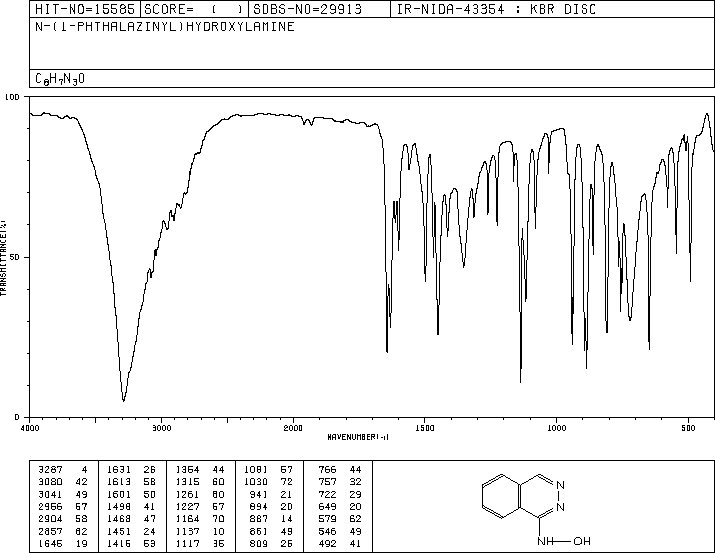 HIT-NO=15585 SCORE= ( ) SDBS-NO=29913 IR-NIDA-43354 : KBR DISC
N-(1-PHTHALAZINYL)HYDROXYLAMINE
C8H7N3O
100
50
0
TRANSMITTANCE(%)
4000 3000 2000 1500 1000 500
WAVENUMBER(-1)
3287 4 1631 26 1354 44 1081 57 766 44
3080 42 1613 58 1315 60 1030 72 757 32
3041 49 1601 50 1261 60 941 21 722 29
2956 57 1498 41 1227 57 894 20 649 20
2904 58 1468 47 1164 70 887 14 579 62
2857 62 1451 24 1137 10 861 49 546 49
1645 19 1415 53 1117 35 809 25 492 41
N
N
NH OH